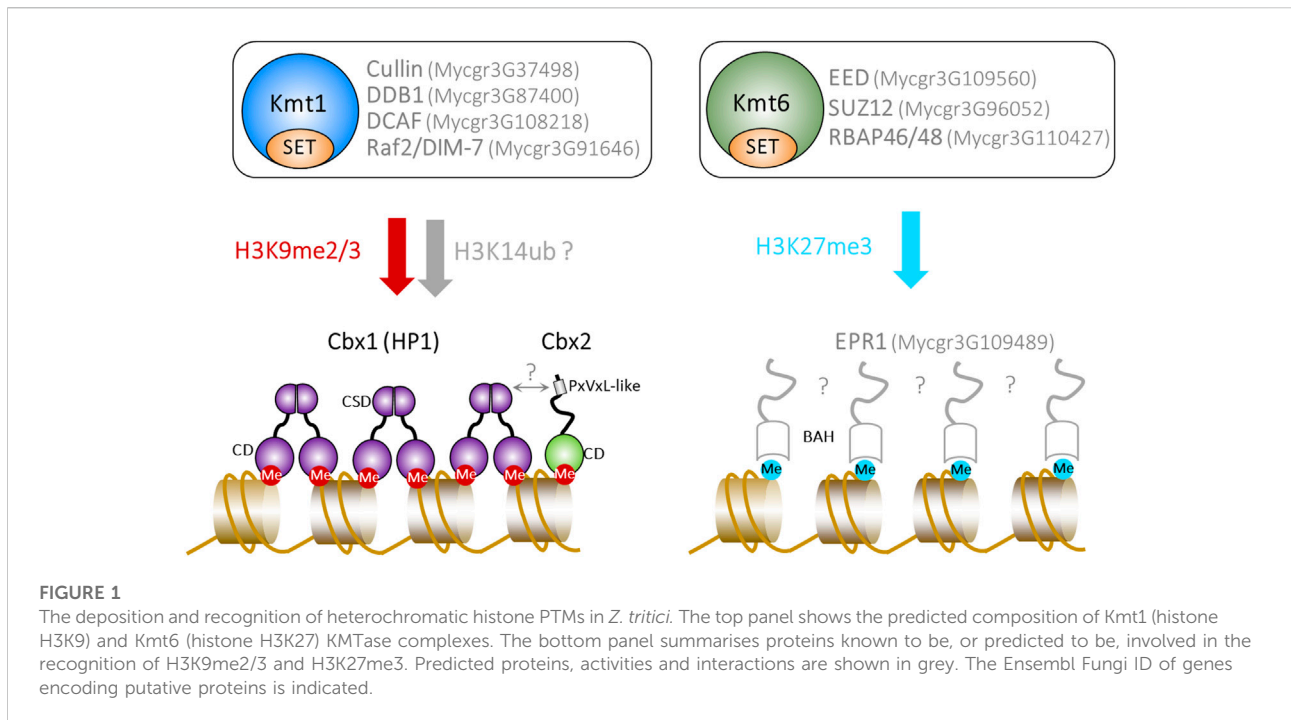 Kmt1
SET
Cullin (Mycgr3G37498)
DDB1 (Mycgr3G87400)
DCAF (Mycgr3G108218)
Raf2/DIM-7 (Mycgr3G91646)
Kmt6
SET
EED (Mycgr3G109560)
SUZ12 (Mycgr3G96052)
RBAP46/48 (Mycgr3G110427)
H3K9me2/3
H3K14ub ?
H3K27me3
Cbx1 (HP1)
Cbx2
?
PxVxL-like
CSD
CD
CD
Me
Me
Me
Me
Me
Me
Me
EPR1 (Mycgr3G109489)
?
?
?
BAH
Me
Me
Me
Me
FIGURE 1
The deposition and recognition of heterochromatic histone PTMs in Z. tritici. The top panel shows the predicted composition of Kmt1 (histone
H3K9) and Kmt6 (histone H3K27) KMTase complexes. The bottom panel summarises proteins known to be, or predicted to be, involved in the
recognition of H3K9me2/3 and H3K27me3. Predicted proteins, activities and interactions are shown in grey. The Ensembl Fungi ID of genes
encoding putative proteins is indicated.